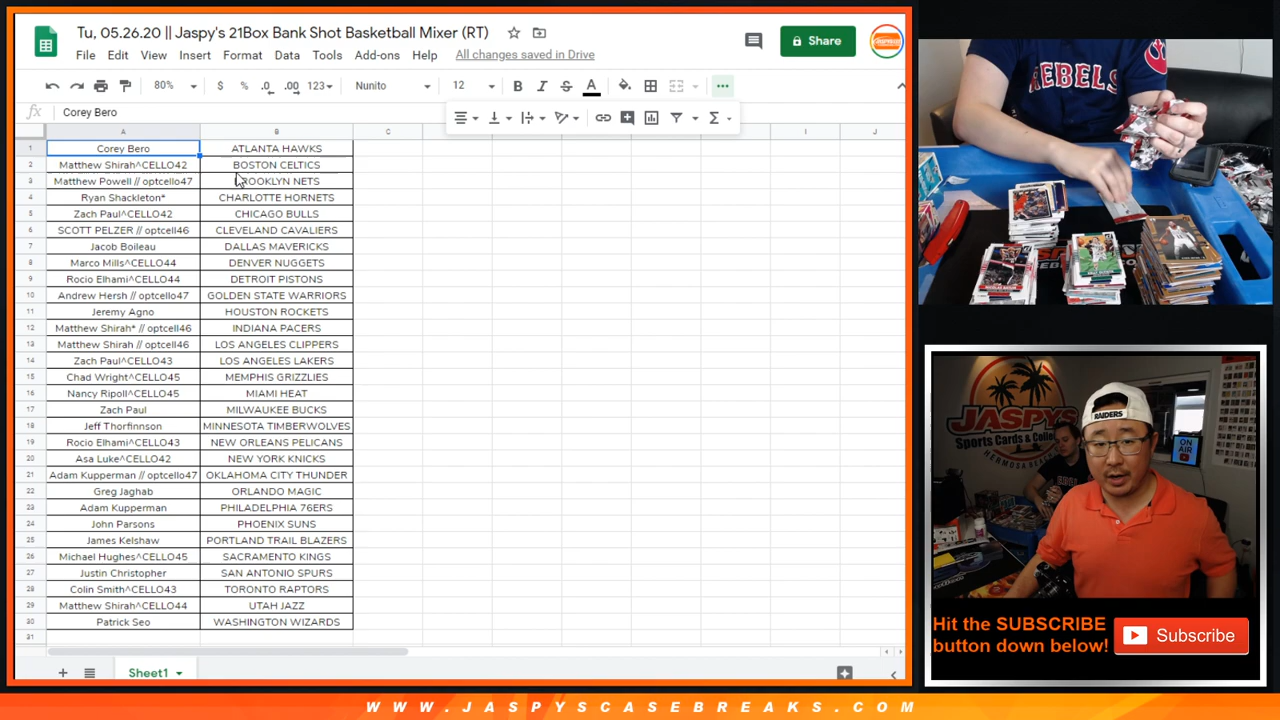 Tu, 05.26.20 || Jaspy's 21Box Bank Shot Basketball Mixer (RT)
File Edit View Insert Format Data Tools Add-ons Help All changes saved in Drive
Share
80% $ % .0 .00 123 Nunito 12 B I S A
fx Corey Bero
A B C I J
1 Corey Bero ATLANTA HAWKS
2 Matthew Shirah^CELLO42 BOSTON CELTICS
3 Matthew Powell // optcello47 BROOKLYN NETS
4 Ryan Shackleton* CHARLOTTE HORNETS
5 Zach Paul^CELLO42 CHICAGO BULLS
6 SCOTT PELZER // optcell46 CLEVELAND CAVALIERS
7 Jacob Boileau DALLAS MAVERICKS
8 Marco Mills^CELLO44 DENVER NUGGETS
9 Rocio Elhami^CELLO44 DETROIT PISTONS
10 Andrew Hersh // optcello47 GOLDEN STATE WARRIORS
11 Jeremy Agno HOUSTON ROCKETS
12 Matthew Shirah* // optcell46 INDIANA PACERS
13 Matthew Shirah // optcell46 LOS ANGELES CLIPPERS
14 Zach Paul^CELLO43 LOS ANGELES LAKERS
15 Chad Wright^CELLO45 MEMPHIS GRIZZLIES
16 Nancy Ripoll^CELLO45 MIAMI HEAT
17 Zach Paul MILWAUKEE BUCKS
18 Jeff Thorfinnson MINNESOTA TIMBERWOLVES
19 Rocio Elhami^CELLO43 NEW ORLEANS PELICANS
20 Asa Luke^CELLO42 NEW YORK KNICKS
21 Adam Kupperman // optcello47 OKLAHOMA CITY THUNDER
22 Greg Jaghab ORLANDO MAGIC
23 Adam Kupperman PHILADELPHIA 76ERS
24 John Parsons PHOENIX SUNS
25 James Kelshaw PORTLAND TRAIL BLAZERS
26 Michael Hughes^CELLO45 SACRAMENTO KINGS
27 Justin Christopher SAN ANTONIO SPURS
28 Colin Smith^CELLO43 TORONTO RAPTORS
29 Matthew Shirah^CELLO44 UTAH JAZZ
30 Patrick Seo WASHINGTON WIZARDS
31
Sheet1
REBELS
JASPYS
Sports Cards &
HERMOSA BEACH
RAIDERS
ON AIR
Hit the SUBSCRIBE
button down below!
Subscribe
WWW.JASPYSCASEBREAKS.COM